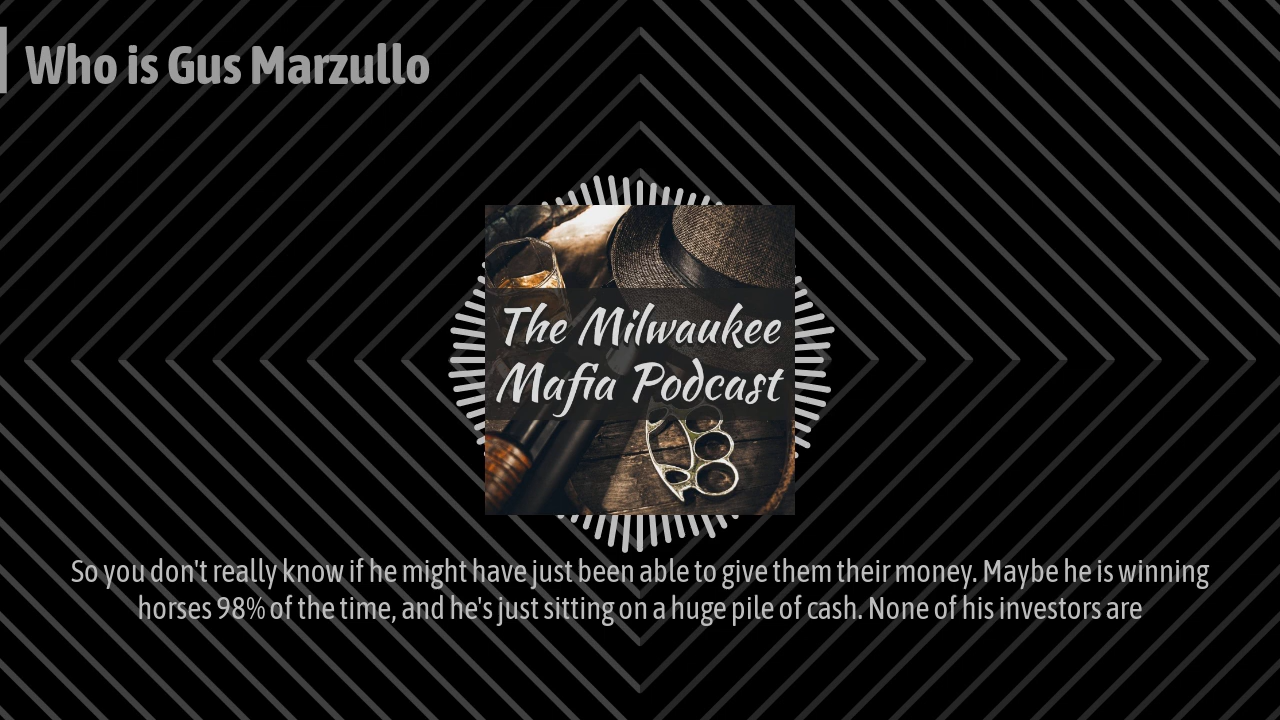 Who is Gus Marzullo
The Milwaukee
Mafia Podcast
So you don't really know if he might have just been able to give them their money. Maybe he is winning
horses 98% of the time, and he's just sitting on a huge pile of cash. None of his investors are